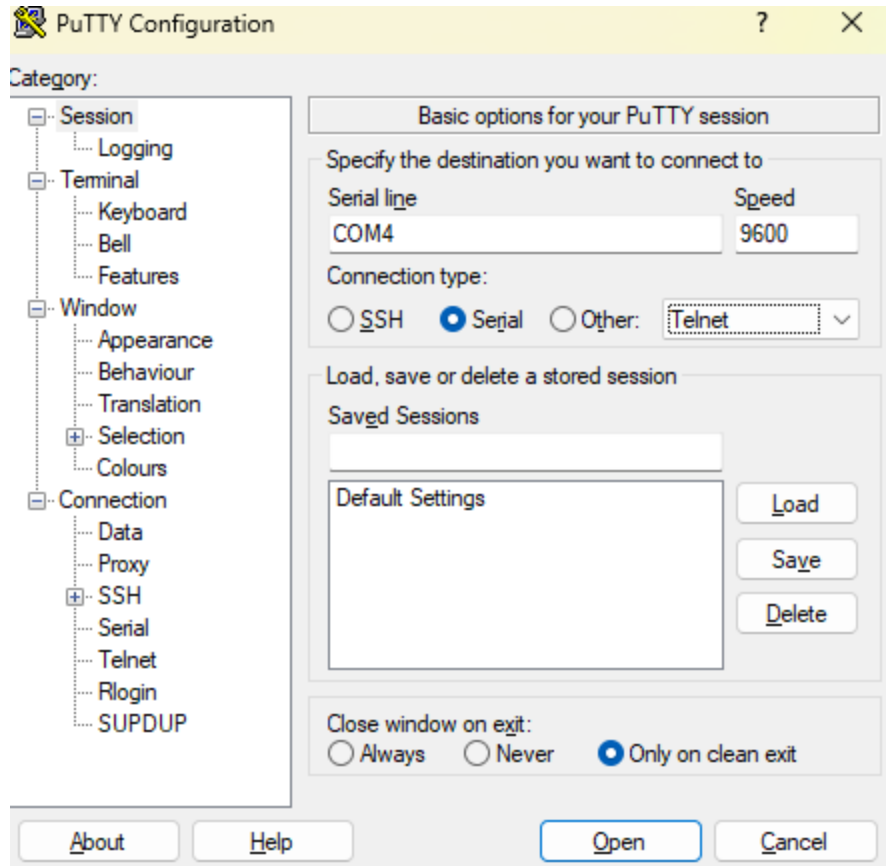 PuTTY Configuration
?
Category:
Session
Logging
Terminal
Keyboard
Bell
Features
Window
Appearance
Behaviour
Translation
Selection
Colours
Connection
Data
Proxy
SSH
Serial
Telnet
Rlogin
SUPDUP
Basic options for your PuTTY session
Specify the destination you want to connect to
Serial line Speed
COM4 9600
Connection type:
SSH Serial Other: Telnet
Load, save or delete a stored session
Saved Sessions
Default Settings
Load
Save
Delete
Close window on exit:
Always Never Only on clean exit
About Help Open Cancel